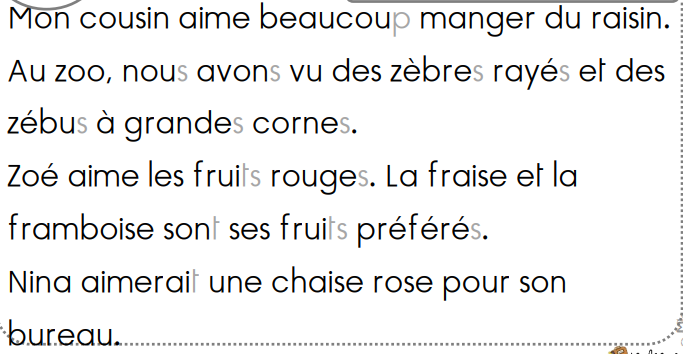 Mon cousin aime beaucoup manger du raisin.
Au zoo, nous avons vu des zèbres rayés et des
zébus à grandes cornes.
Zoé aime les fruits rouges. La fraise et la
framboise sont ses fruits préférés.
Nina aimerait une chaise rose pour son
bureau.